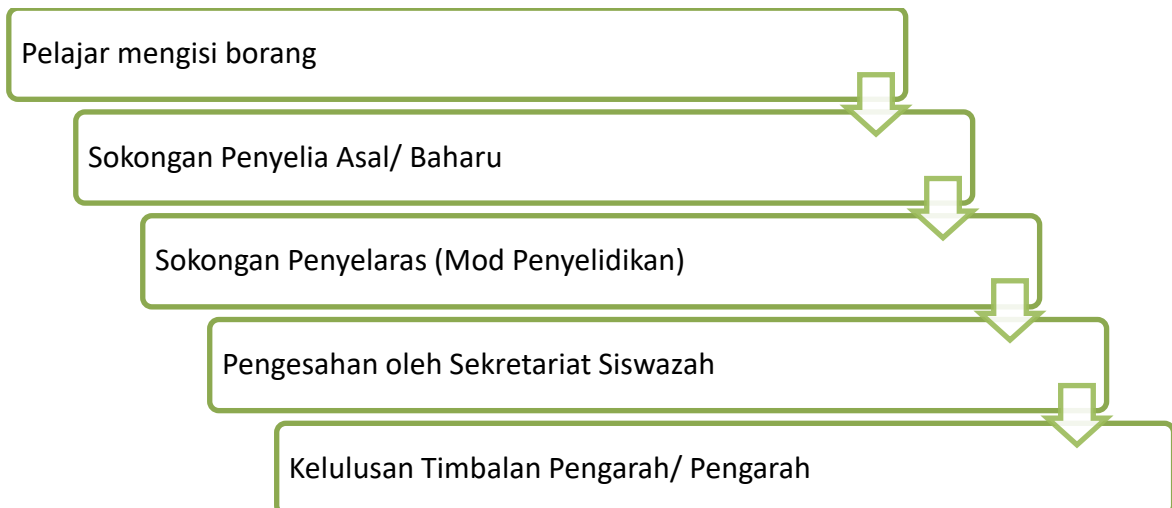 Pelajar mengisi borang
Sokongan Penyelia Asal/ Baharu
Sokongan Penyelaras (Mod Penyelidikan)
Pengesahan oleh Sekretariat Siswazah
Kelulusan Timbalan Pengarah/ Pengarah